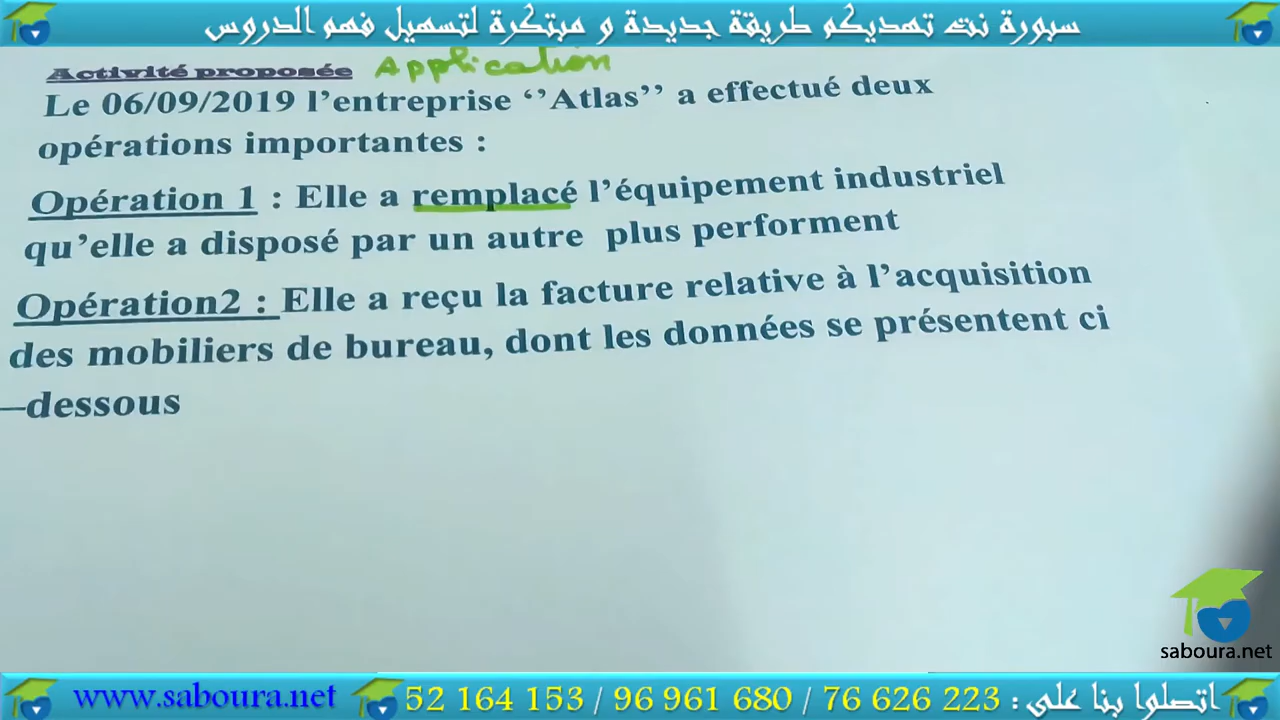 سبورة نت تهديكم طريقة جديدة و مبتكرة لتسهيل فهم الدروس
Activité proposée Application
Le 06/09/2019 l'entreprise ‘’Atlas’’ a effectué deux
opérations importantes :
Opération 1 : Elle a remplacé l'équipement industriel
qu'elle a disposé par un autre plus performent
Opération2 : Elle a reçu la facture relative à l'acquisition
des mobiliers de bureau, dont les données se présentent ci
–dessous
saboura.net
www.saboura.net 52 164 153 / 96 961 680 / 76 626 223 : اتصلوا بنا على